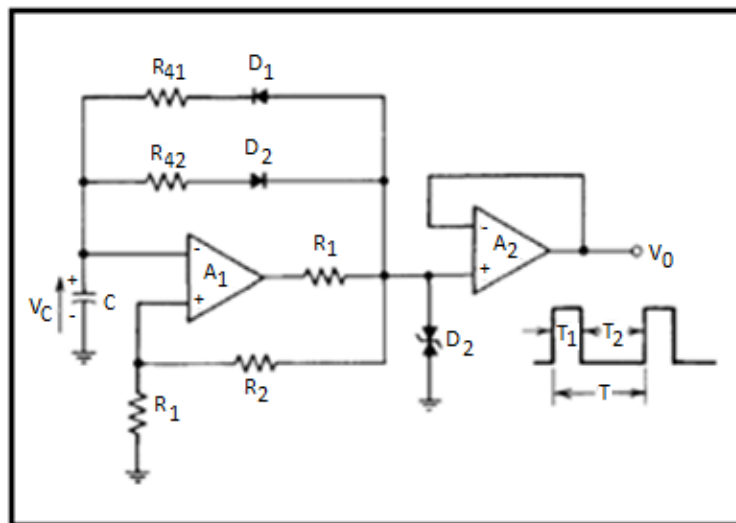 R41 D1
R42 D2
- A1 +
R1
- A2 +
V0
VC + - C
D2
R2
R1
T1 T2
T